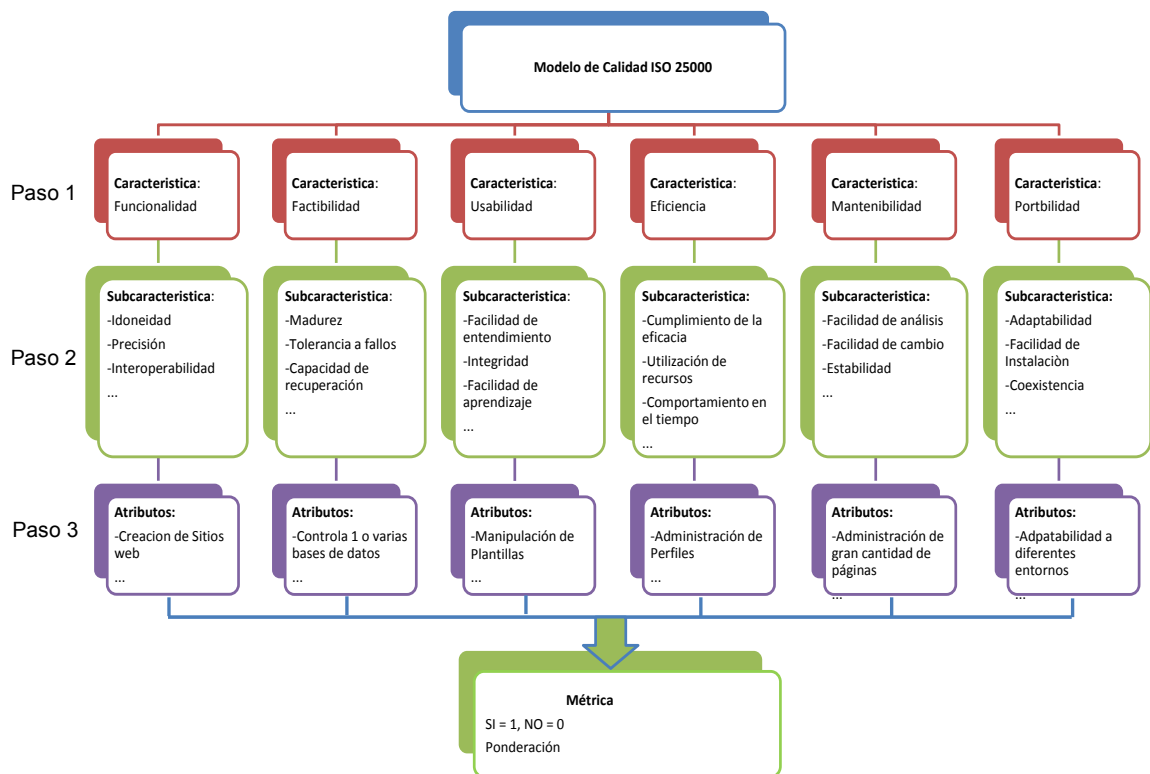 Modelo de Calidad ISO 25000
Paso 1
Caracteristica:
Funcionalidad
Caracteristica:
Factibilidad
Caracteristica:
Usabilidad
Caracteristica:
Eficiencia
Caracteristica:
Mantenibilidad
Caracteristica:
Portbilidad
Paso 2
Subcaracteristica:
-Idoneidad
-Precisión
-Interoperabilidad
...
Subcaracteristica:
-Madurez
-Tolerancia a fallos
-Capacidad de
recuperación
...
Subcaracteristica:
-Facilidad de
entendimiento
-Integridad
-Facilidad de
aprendizaje
...
Subcaracteristica:
-Cumplimiento de la
eficacia
-Utilización de
recursos
-Comportamiento en
el tiempo
...
Subcaracteristica:
-Facilidad de análisis
-Facilidad de cambio
-Estabilidad
...
Subcaracteristica:
-Adaptabilidad
-Facilidad de
Instalaciòn
-Coexistencia
...
Paso 3
Atributos:
-Creacion de Sitios
web
...
Atributos:
-Controla 1 o varias
bases de datos
...
Atributos:
-Manipulación de
Plantillas
...
Atributos:
-Administración de
Perfiles
...
Atributos:
-Administración de
gran cantidad de
páginas
...
Atributos:
-Adpatabilidad a
diferentes
entornos
...
Métrica
SI = 1, NO = 0
Ponderación